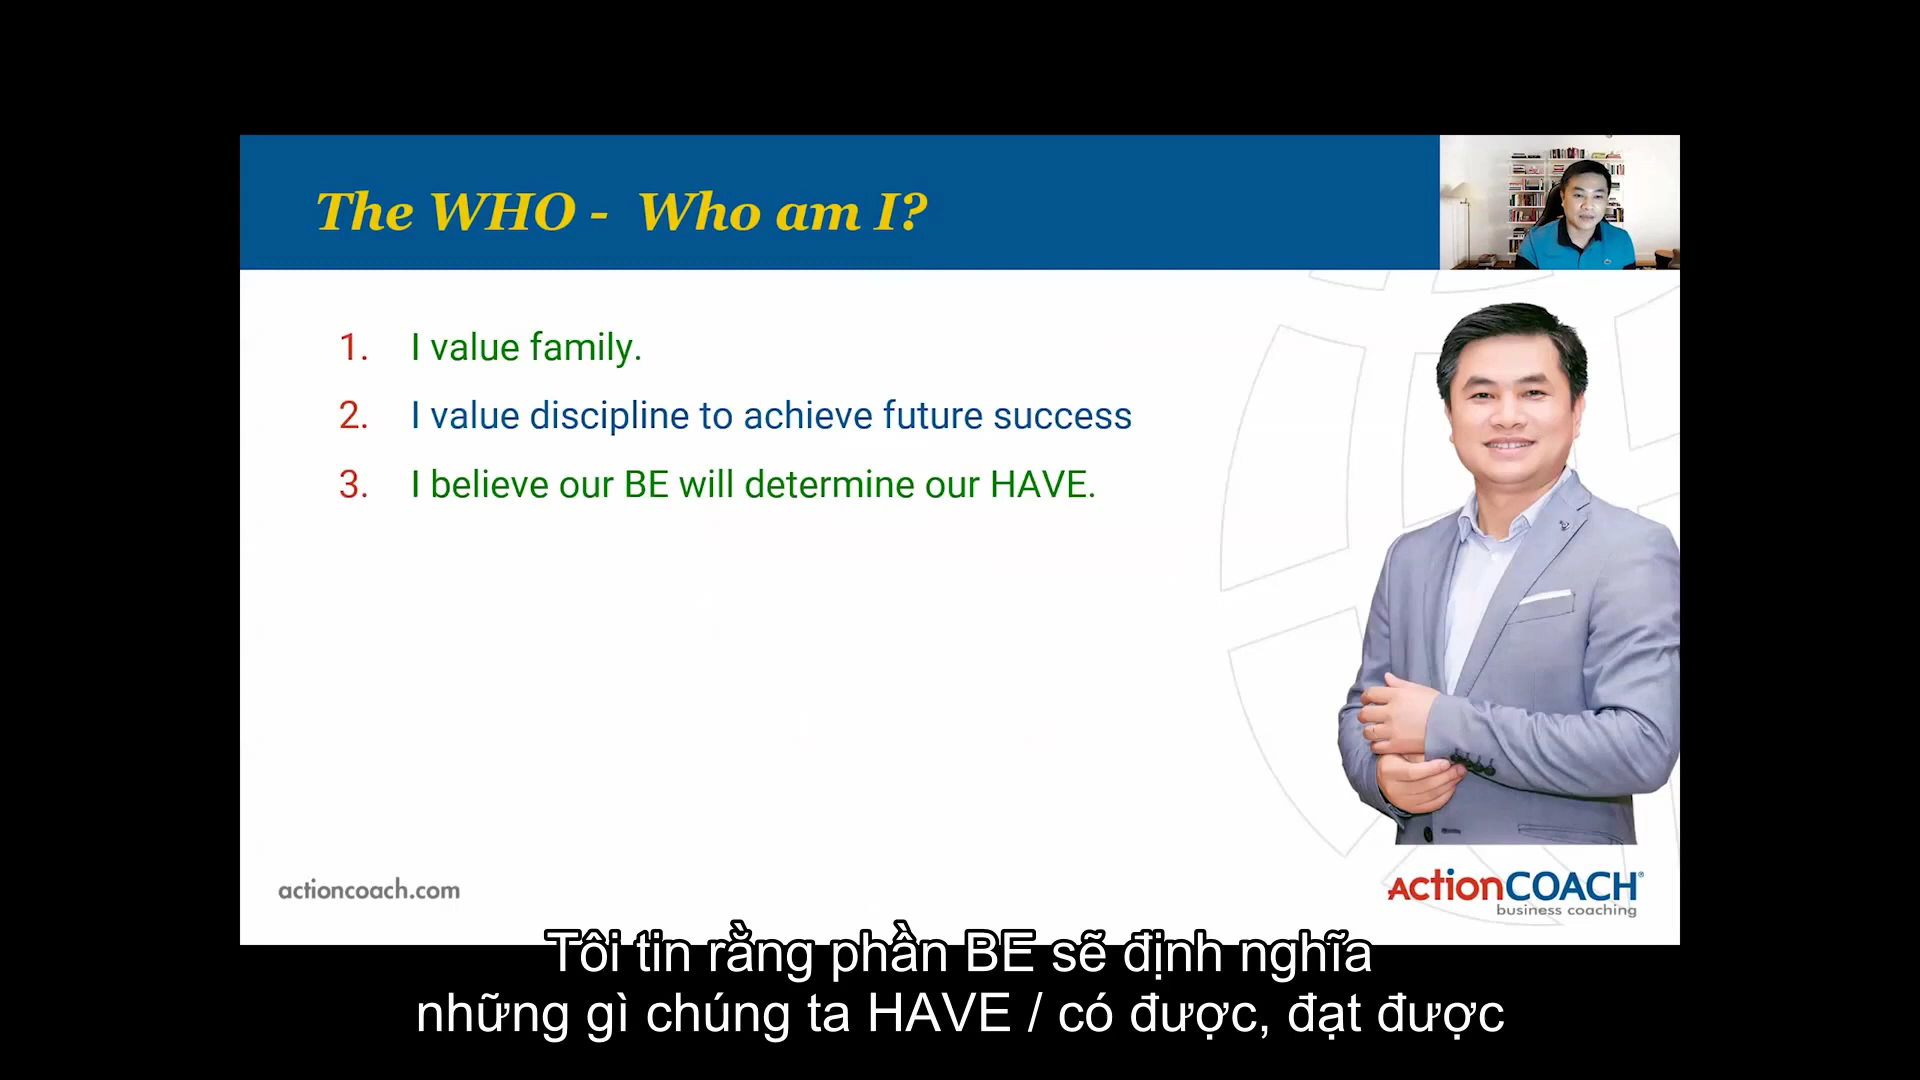 The WHO - Who am I?
1. I value family.
2. I value discipline to achieve future success
3. I believe our BE will determine our HAVE.
actioncoach.com
ActionCOACH®
business coaching
Tôi tin rằng phần BE sẽ định nghĩa
những gì chúng ta HAVE / có được, đạt được